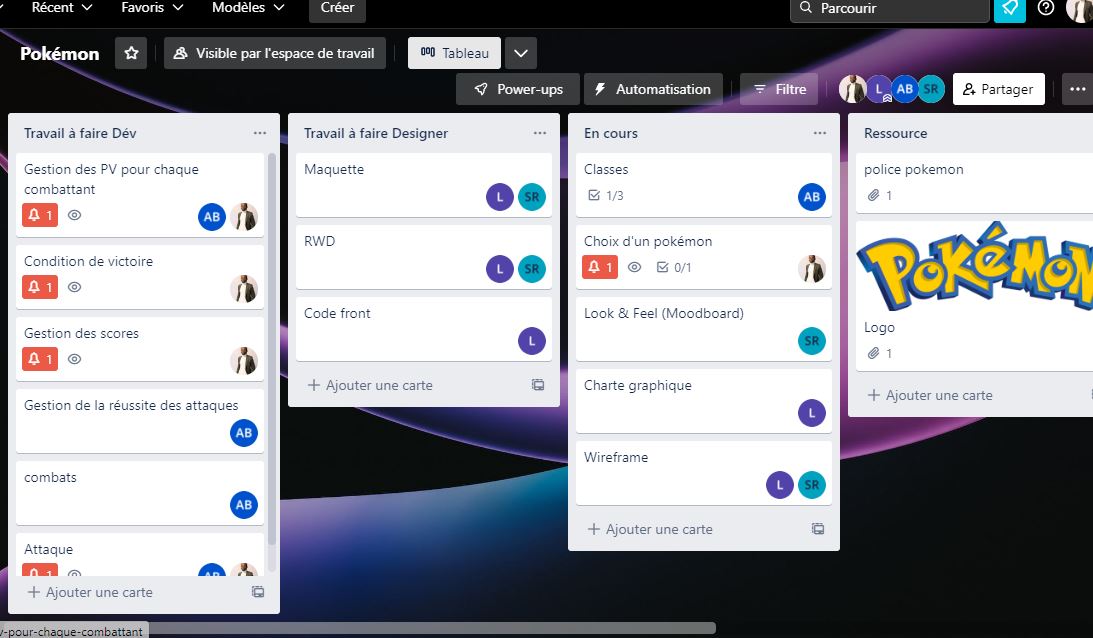 Récent
Favoris
Modèles
Créer
Parcourir
Pokémon
Visible par l'espace de travail
Tableau
Power-ups
Automatisation
Filtre
L
AB
SR
Partager
Travail à faire Dév
Gestion des PV pour chaque
combattant
1
AB
Condition de victoire
1
Gestion des scores
1
Gestion de la réussite des attaques
AB
combats
AB
Attaque
1
AB
Ajouter une carte
Travail à faire Designer
Maquette
L
SR
RWD
L
SR
Code front
L
Ajouter une carte
En cours
Classes
1/3
AB
Choix d'un pokémon
1
0/1
Look & Feel (Moodboard)
SR
Charte graphique
L
Wireframe
L
SR
Ajouter une carte
Ressource
police pokemon
1
POKéMON
Logo
1
Ajouter une carte
v-pour-chaque-combattant